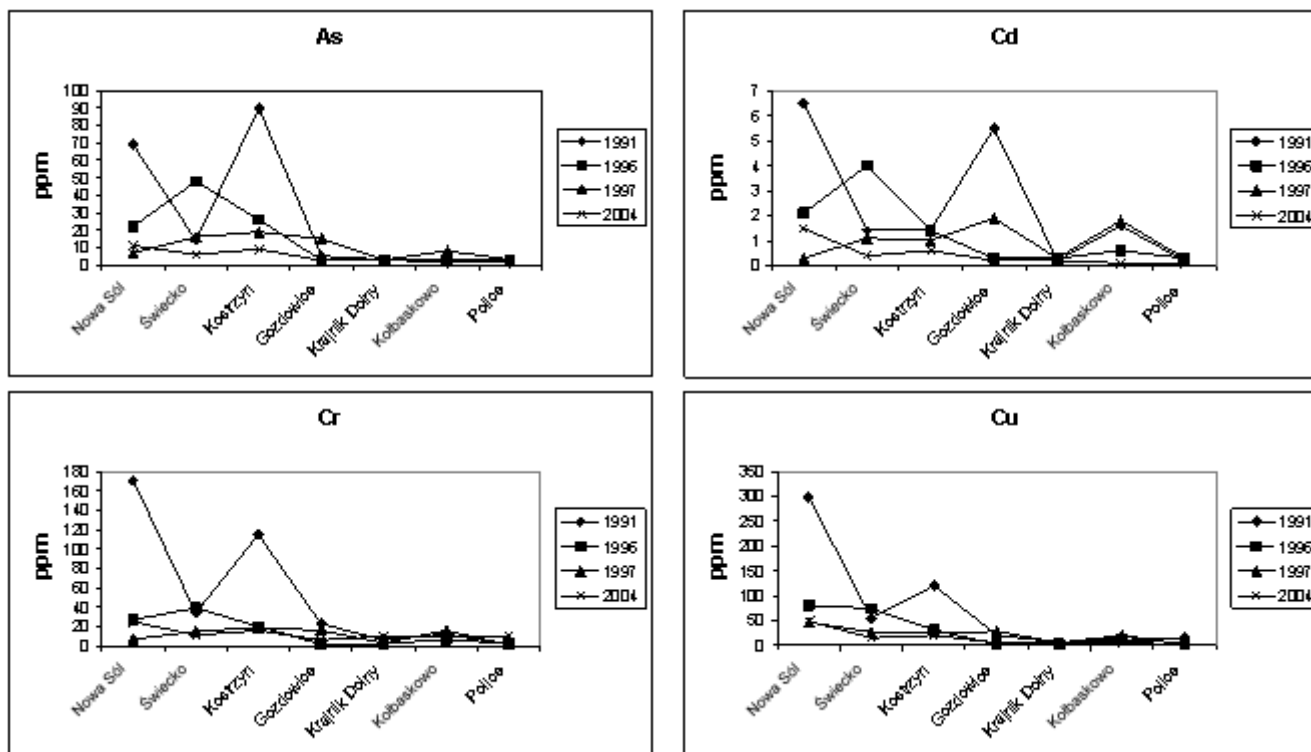 As
ppm
100
90
80
70
60
50
40
30
20
10
0
Nowa Sól
Świecko
Kostrzyn
Gozdowice
Krajnik Dolny
Kołbaskowo
Police
1991
1996
1997
2004
Cd
ppm
7
6
5
4
3
2
1
0
Nowa Sól
Świecko
Kostrzyn
Gozdowice
Krajnik Dolny
Kołbaskowo
Police
1991
1996
1997
2004
Cr
ppm
180
160
140
120
100
80
60
40
20
0
Nowa Sól
Świecko
Kostrzyn
Gozdowice
Krajnik Dolny
Kołbaskowo
Police
1991
1996
1997
2004
Cu
ppm
350
300
250
200
150
100
50
0
Nowa Sól
Świecko
Kostrzyn
Gozdowice
Krajnik Dolny
Kołbaskowo
Police
1991
1996
1997
2004